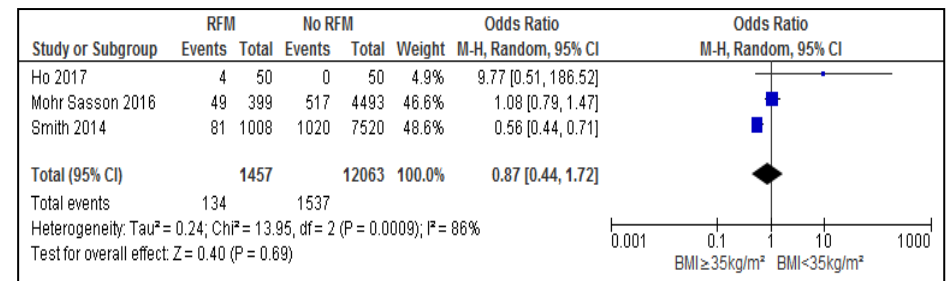 RFM No RFM Odds Ratio Odds Ratio
Study or Subgroup Events Total Events Total Weight M-H, Random, 95% CI M-H, Random, 95% CI
Ho 2017 4 50 0 50 4.9% 9.77 [0.51, 186.52]
Mohr Sasson 2016 49 399 517 4493 46.6% 1.08 [0.79, 1.47]
Smith 2014 81 1008 1020 7520 48.6% 0.56 [0.44, 0.71]
Total (95% CI) 1457 12063 100.0% 0.87 [0.44, 1.72]
Total events 134 1537
Heterogeneity: Tau² = 0.24; Chi² = 13.95, df = 2 (P = 0.0009); I² = 86%
Test for overall effect: Z = 0.40 (P = 0.69)
0.001 0.1 1 10 1000
BMI≥35kg/m² BMI<35kg/m²